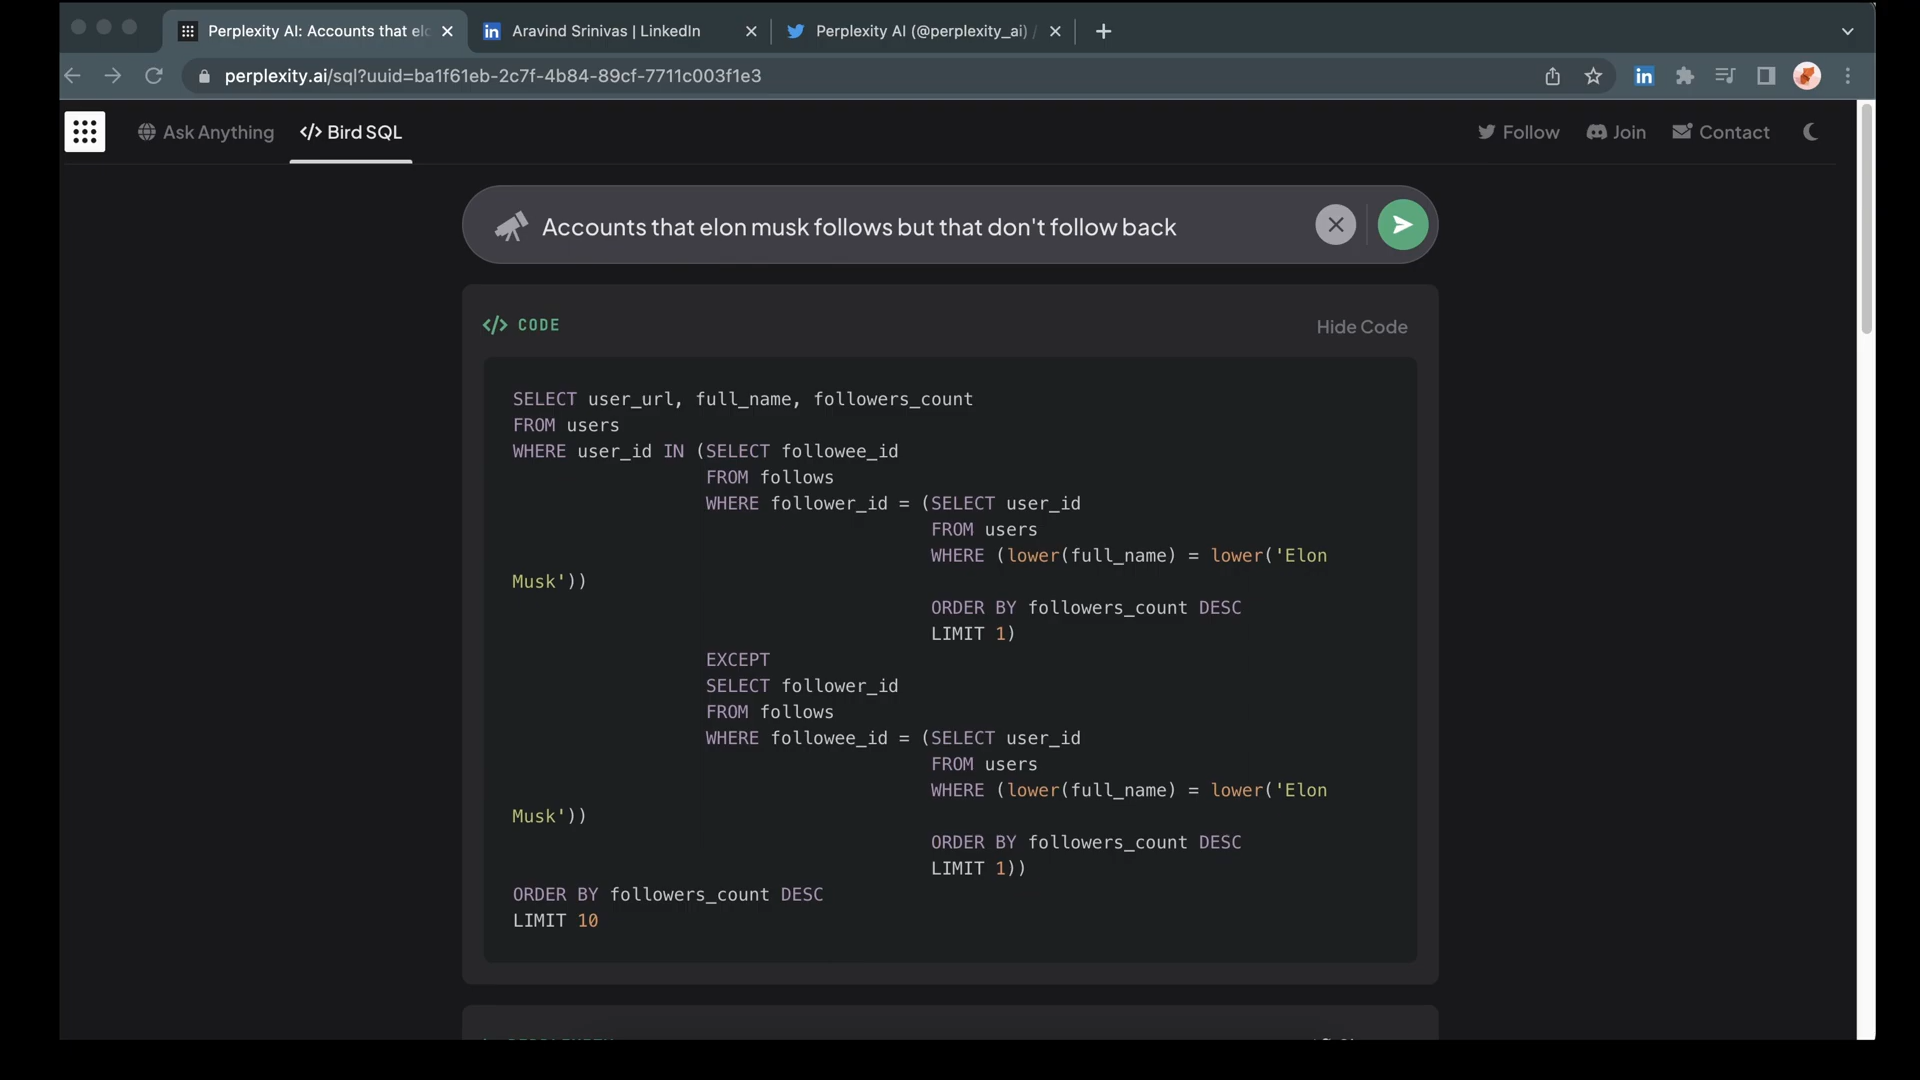 Perplexity AI: Accounts that elo
Aravind Srinivas | LinkedIn
Perplexity AI (@perplexity_ai) /
perplexity.ai/sql?uuid=ba1f61eb-2c7f-4b84-89cf-7711c003f1e3
Ask Anything
</> Bird SQL
Follow
Join
Contact
Accounts that elon musk follows but that don't follow back
</> CODE
Hide Code
SELECT user_url, full_name, followers_count
FROM users
WHERE user_id IN (SELECT followee_id
FROM follows
WHERE follower_id = (SELECT user_id
FROM users
WHERE (lower(full_name) = lower('Elon
Musk'))
ORDER BY followers_count DESC
LIMIT 1)
EXCEPT
SELECT follower_id
FROM follows
WHERE followee_id = (SELECT user_id
FROM users
WHERE (lower(full_name) = lower('Elon
Musk'))
ORDER BY followers_count DESC
LIMIT 1))
ORDER BY followers_count DESC
LIMIT 10